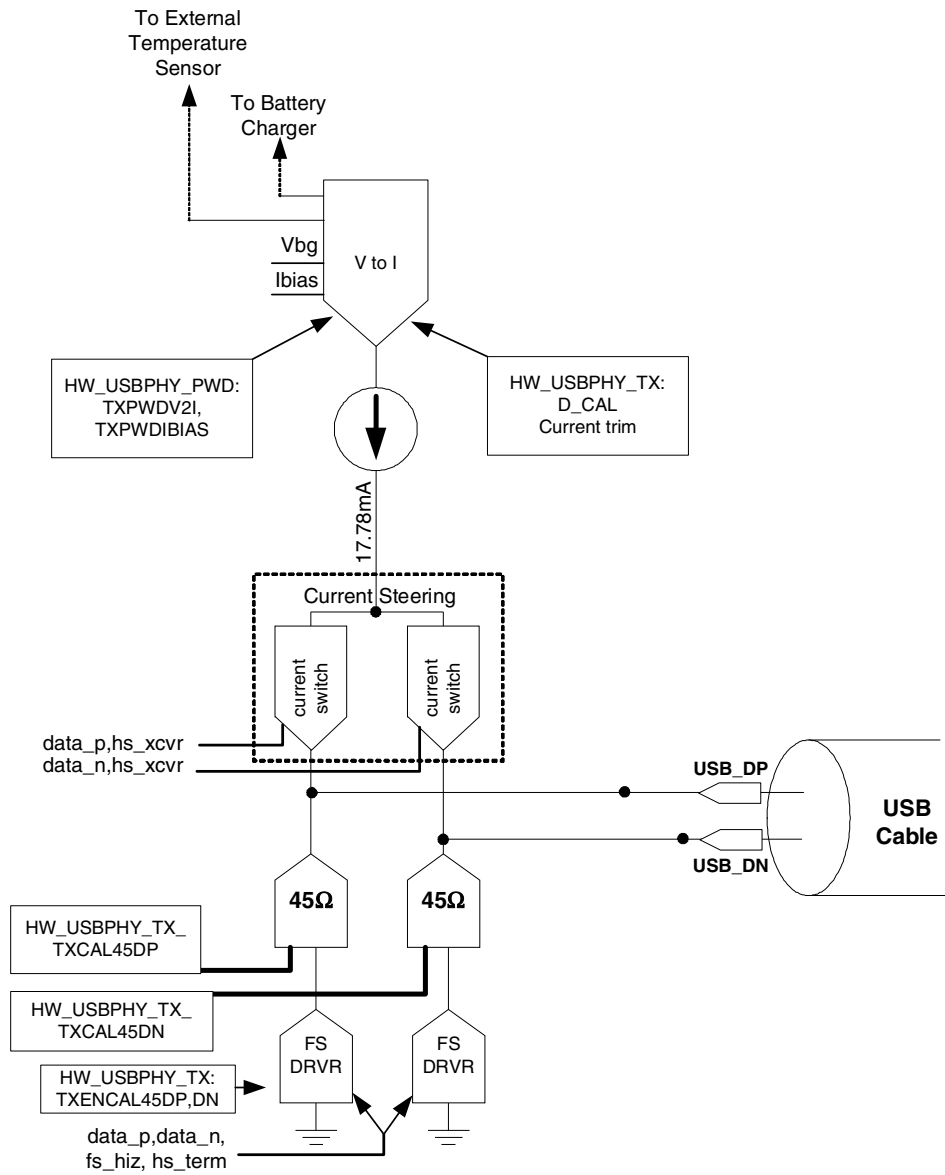 To External
Temperature
Sensor
To Battery
Charger
Vbg
Ibias
V to I
HW_USBPHY_PWD:
TXPWDV2I,
TXPWDIBIAS
HW_USBPHY_TX:
D_CAL
Current trim
17.78mA
Current Steering
current
switch
current
switch
data_p,hs_xcvr
data_n,hs_xcvr
USB_DP
USB_DN
USB
Cable
45Ω
45Ω
HW_USBPHY_TX_
TXCAL45DP
HW_USBPHY_TX_
TXCAL45DN
FS
DRVR
FS
DRVR
HW_USBPHY_TX:
TXENCAL45DP,DN
data_p,data_n,
fs_hiz, hs_term